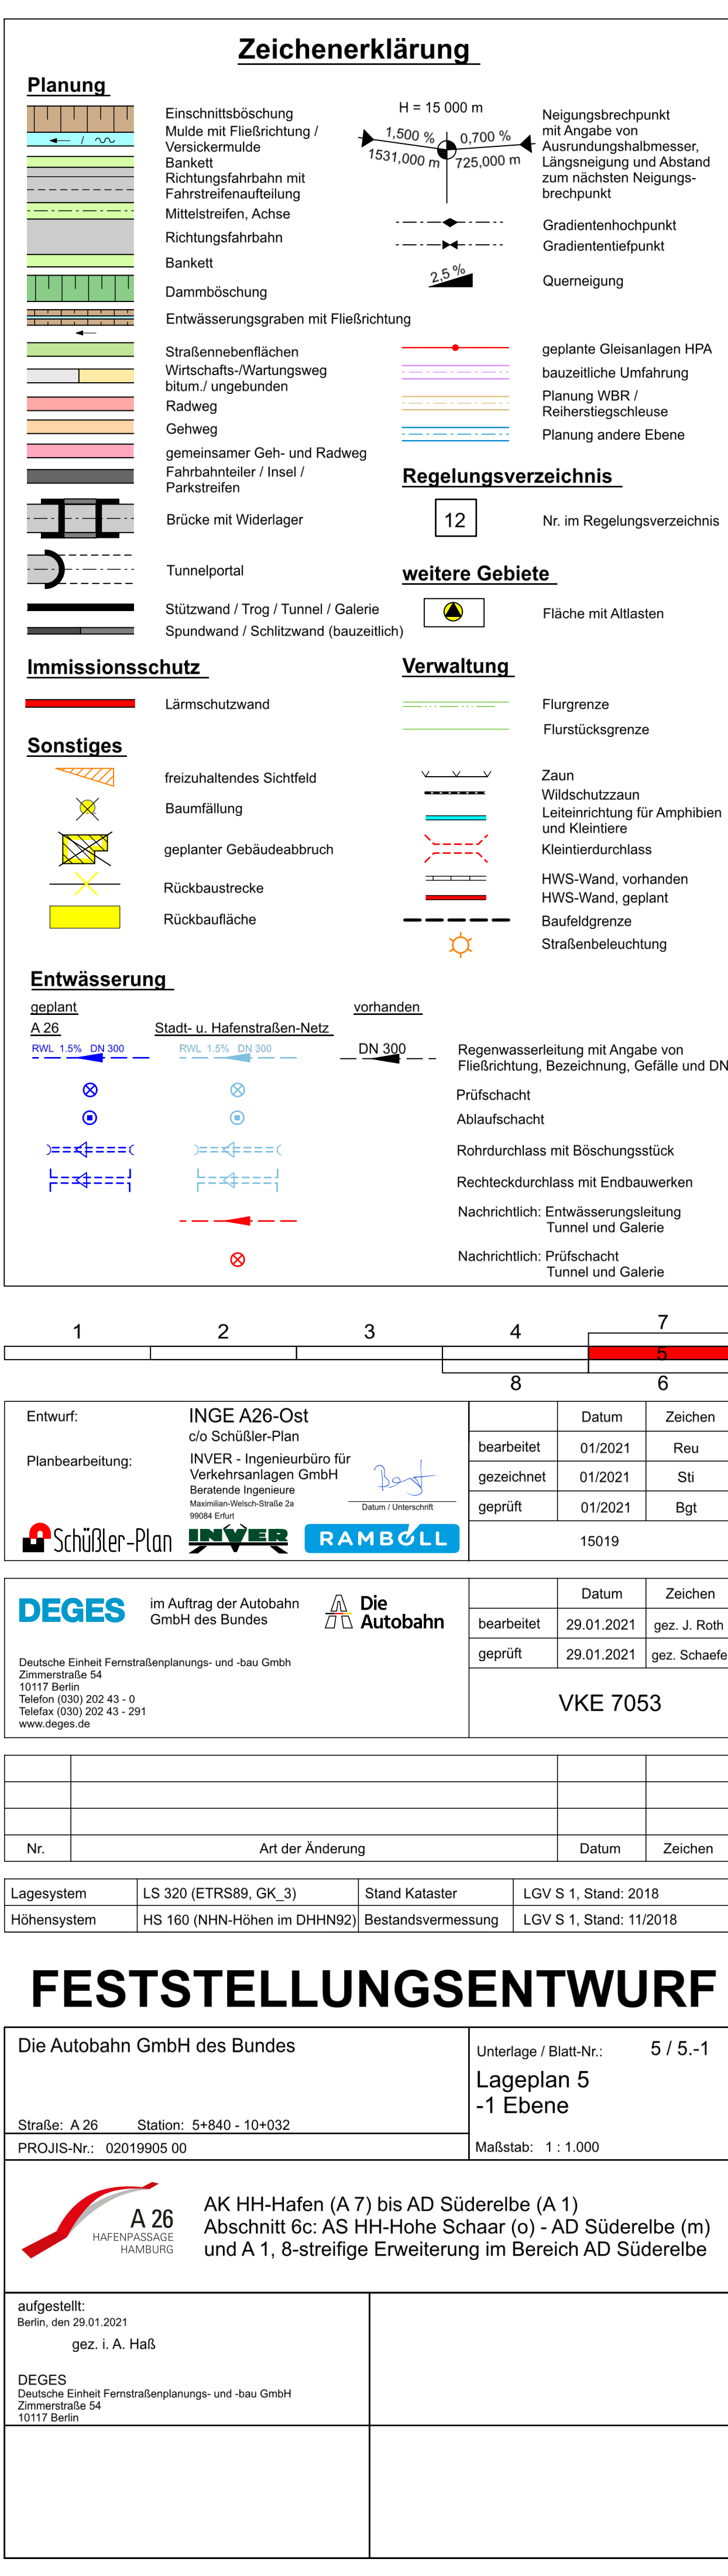 Zeichenerklärung
Planung
Einschnittsböschung
Mulde mit Fließrichtung /
Versickermulde
Bankett
Richtungsfahrbahn mit
Fahrstreifenaufteilung
Mittelstreifen, Achse
Richtungsfahrbahn
Bankett
Dammböschung
Entwässerungsgraben mit Fließrichtung
Straßennebenflächen
Wirtschafts-/Wartungsweg
bitum./ ungebunden
Radweg
Gehweg
gemeinsamer Geh- und Radweg
Fahrbahnteiler / Insel /
Parkstreifen
Brücke mit Widerlager
Tunnelportal
Stützwand / Trog / Tunnel / Galerie
Spundwand / Schlitzwand (bauzeitlich)
H = 15 000 m
1,500 % 0,700 %
1531,000 m 725,000 m
Neigungsbrechpunkt
mit Angabe von
Ausrundungshalbmesser,
Längsneigung und Abstand
zum nächsten Neigungs-
brechpunkt
Gradientenhochpunkt
Gradiententiefpunkt
2,5 %
Querneigung
geplante Gleisanlagen HPA
bauzeitliche Umfahrung
Planung WBR /
Reiherstiegschleuse
Planung andere Ebene
Regelungsverzeichnis
12 Nr. im Regelungsverzeichnis
weitere Gebiete
Fläche mit Altlasten
Immissionsschutz
Lärmschutzwand
Verwaltung
Flurgrenze
Flurstücksgrenze
Sonstiges
freizuhaltendes Sichtfeld
Baumfällung
geplanter Gebäudeabbruch
Rückbaustrecke
Rückbaufläche
Zaun
Wildschutzzaun
Leiteinrichtung für Amphibien
und Kleintiere
Kleintierdurchlass
HWS-Wand, vorhanden
HWS-Wand, geplant
Baufeldgrenze
Straßenbeleuchtung
Entwässerung
geplant vorhanden
A 26 Stadt- u. Hafenstraßen-Netz
RWL 1.5% DN 300 RWL 1.5% DN 300 DN 300
Regenwasserleitung mit Angabe von
Fließrichtung, Bezeichnung, Gefälle und DN
Prüfschacht
Ablaufschacht
Rohrdurchlass mit Böschungsstück
Rechteckdurchlass mit Endbauwerken
Nachrichtlich: Entwässerungsleitung
Tunnel und Galerie
Nachrichtlich: Prüfschacht
Tunnel und Galerie
1 2 3 4 7
5
8 6
Entwurf: INGE A26-Ost
c/o Schüßler-Plan
Planbearbeitung: INVER - Ingenieurbüro für
Verkehrsanlagen GmbH
Beratende Ingenieure
Maximilian-Welsch-Straße 2a
99084 Erfurt
Datum / Unterschrift
Schüßler-Plan INVER RAMBOLL
Datum Zeichen
bearbeitet 01/2021 Reu
gezeichnet 01/2021 Sti
geprüft 01/2021 Bgt
15019
DEGES im Auftrag der Autobahn
GmbH des Bundes
Die
Autobahn
Deutsche Einheit Fernstraßenplanungs- und -bau Gmbh
Zimmerstraße 54
10117 Berlin
Telefon (030) 202 43 - 0
Telefax (030) 202 43 - 291
www.deges.de
Datum Zeichen
bearbeitet 29.01.2021 gez. J. Roth
geprüft 29.01.2021 gez. Schaefe
VKE 7053
Nr. Art der Änderung Datum Zeichen
Lagesystem LS 320 (ETRS89, GK_3) Stand Kataster LGV S 1, Stand: 2018
Höhensystem HS 160 (NHN-Höhen im DHHN92) Bestandsvermessung LGV S 1, Stand: 11/2018
FESTSTELLUNGSENTWURF
Die Autobahn GmbH des Bundes
Straße: A 26 Station: 5+840 - 10+032
PROJIS-Nr.: 02019905 00
Unterlage / Blatt-Nr.: 5 / 5.-1
Lageplan 5
-1 Ebene
Maßstab: 1 : 1.000
A 26
HAFENPASSAGE
HAMBURG
AK HH-Hafen (A 7) bis AD Süderelbe (A 1)
Abschnitt 6c: AS HH-Hohe Schaar (o) - AD Süderelbe (m)
und A 1, 8-streifige Erweiterung im Bereich AD Süderelbe
aufgestellt:
Berlin, den 29.01.2021
gez. i. A. Haß
DEGES
Deutsche Einheit Fernstraßenplanungs- und -bau GmbH
Zimmerstraße 54
10117 Berlin